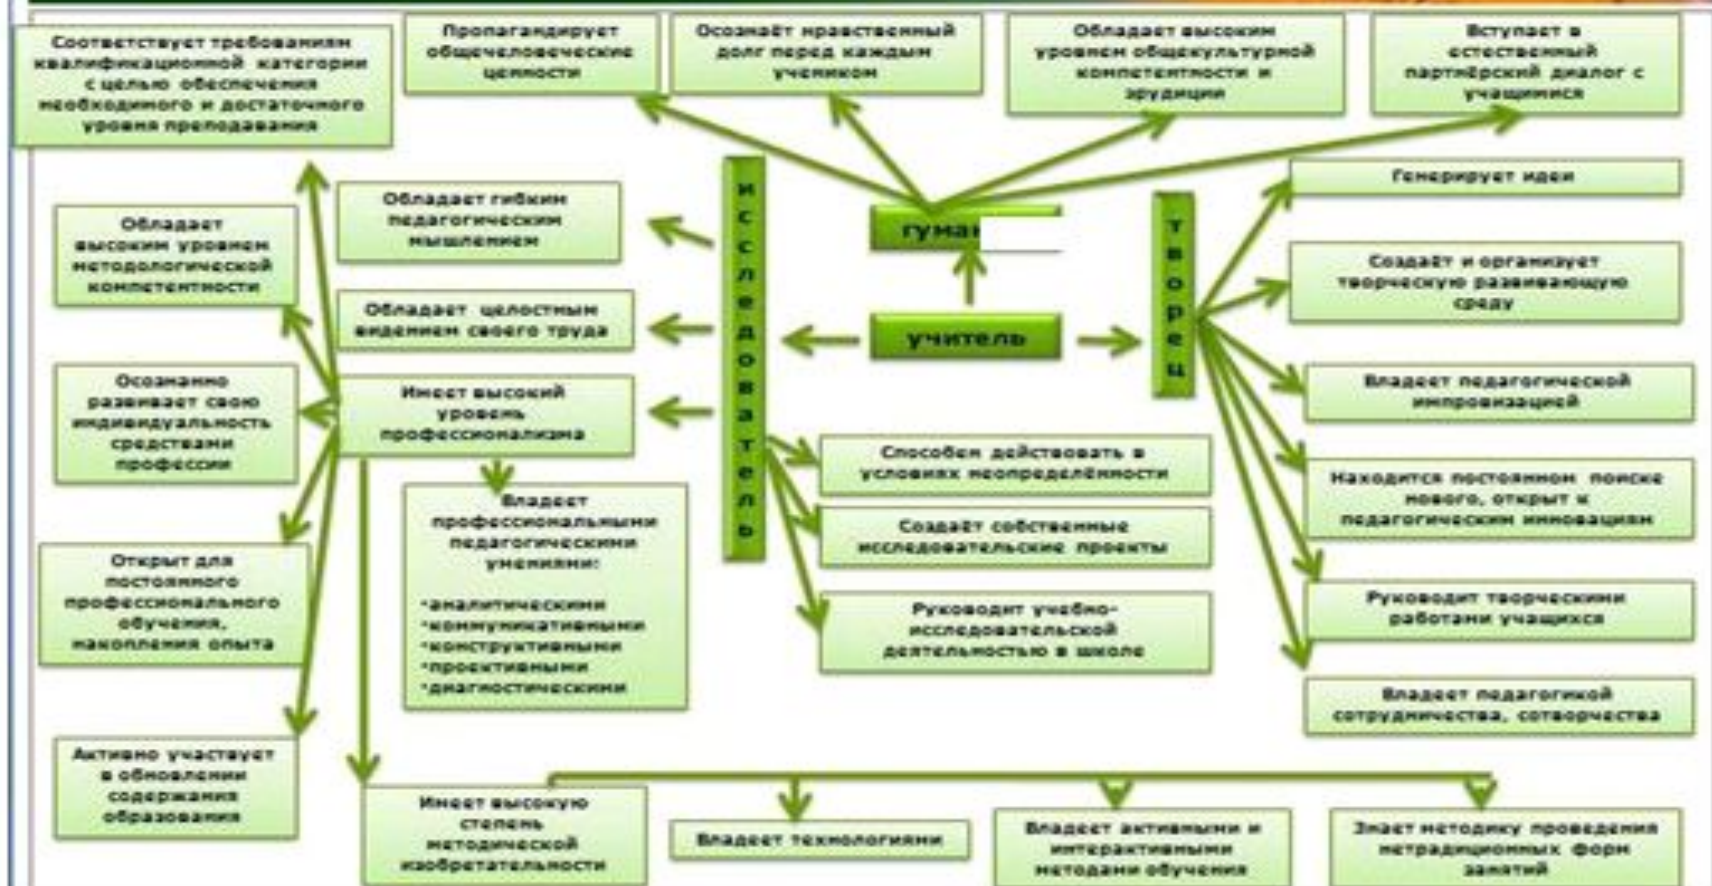 Соответствует требованиям
квалификационной категории
с целью обеспечения
необходимого и достаточного
уровня преподавания
Пропагандирует
общечеловеческие
ценности
Осознаёт нравственный
долг перед каждым
учеником
Обладает высоким
уровнем общекультурной
компетентности и
эрудиции
Вступает в
естественный
партнёрский диалог с
учащимися
Обладает
высоким уровнем
методологической
компетентности
Обладает гибким
педагогическим
мышлением
исследователь
гуман
творец
Генерирует идеи
Создаёт и организует
творческую развивающую
среду
Обладает целостным
видением своего труда
учитель
Осознанно
развивает свою
индивидуальность
средствами
профессии
Имеет высокий
уровень
профессионализма
Владеет педагогической
импровизацией
Способен действовать в
условиях неопределённости
Находится постоянном поиске
нового, открыт к
педагогическим инновациям
Владеет
профессиональными
педагогическими
умениями:
•аналитическими
•коммуникативными
•конструктивными
•проективными
•диагностическими
Создаёт собственные
исследовательские проекты
Открыт для
постоянного
профессионального
обучения,
накопления опыта
Руководит учебно-
исследовательской
деятельностью в школе
Руководит творческими
работами учащихся
Владеет педагогикой
сотрудничества, сотворчества
Активно участвует
в обновлении
содержания
образования
Имеет высокую
степень
методической
изобретательности
Владеет технологиями
Владеет активными и
интерактивными
методами обучения
Знает методику проведения
нетрадиционных форм
занятий